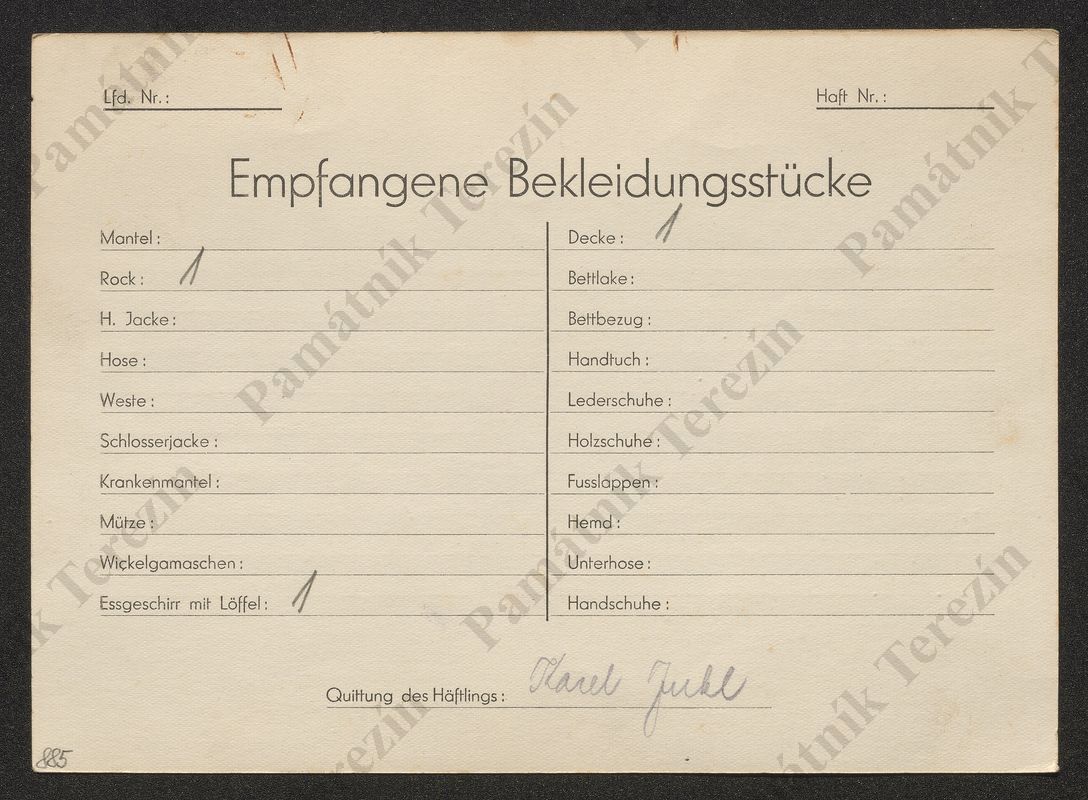 Lfd. Nr.:
Haft Nr.:
Empfangene Bekleidungsstücke
Mantel:
Rock: 1
H. Jacke:
Hose:
Weste:
Schlosserjacke:
Krankenmantel:
Mütze:
Wickelgamaschen:
Essgeschirr mit Löffel: 1
Decke: 1
Bettlake:
Bettbezug:
Handtuch:
Lederschuhe:
Holzschuhe:
Fusslappen:
Hemd:
Unterhose:
Handschuhe:
Quittung des Häftlings: Karel
885
Památník Terezín